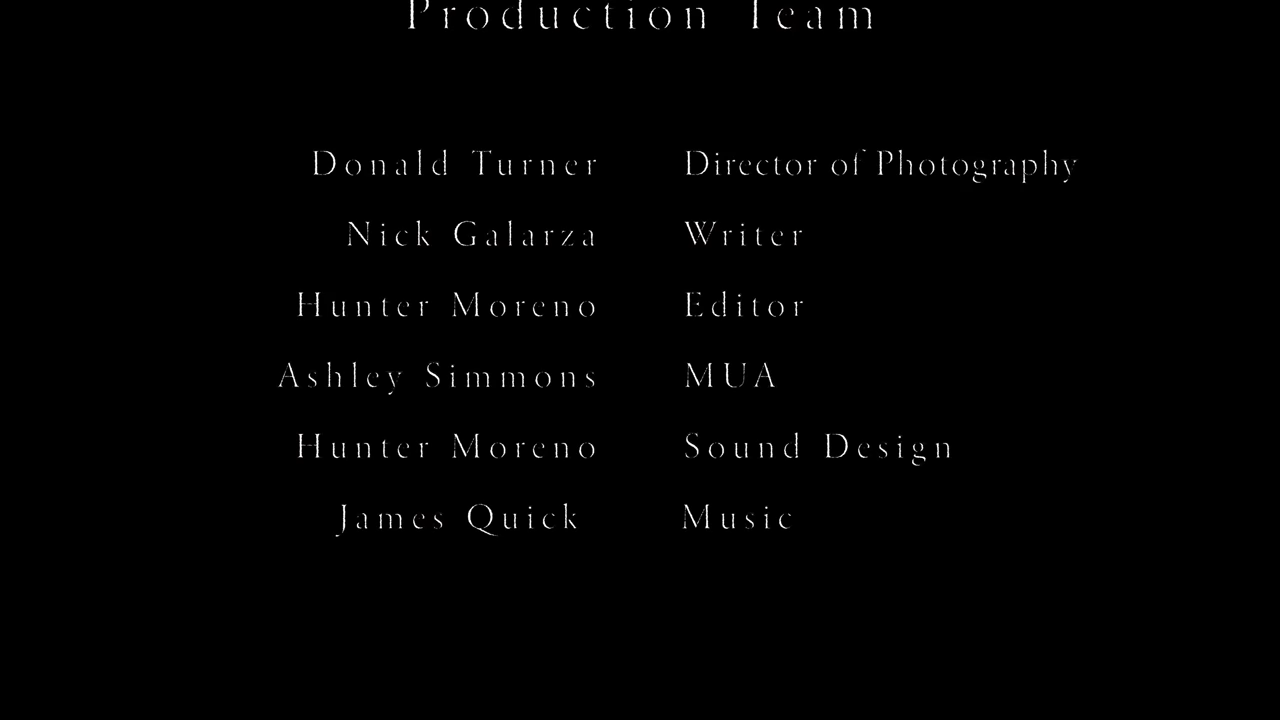 Production Team
Donald Turner Director of Photography
Nick Galarza Writer
Hunter Moreno Editor
Ashley Simmons MUA
Hunter Moreno Sound Design
James Quick Music